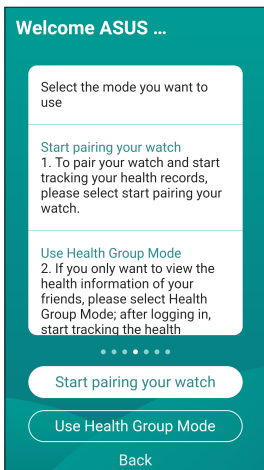 Welcome ASUS ...
Select the mode you want to
use
Start pairing your watch
1. To pair your watch and start
tracking your health records,
please select start pairing your
watch.
Use Health Group Mode
2. If you only want to view the
health information of your
friends, please select Health
Group Mode; after logging in,
start tracking the health
Start pairing your watch
Use Health Group Mode
Back